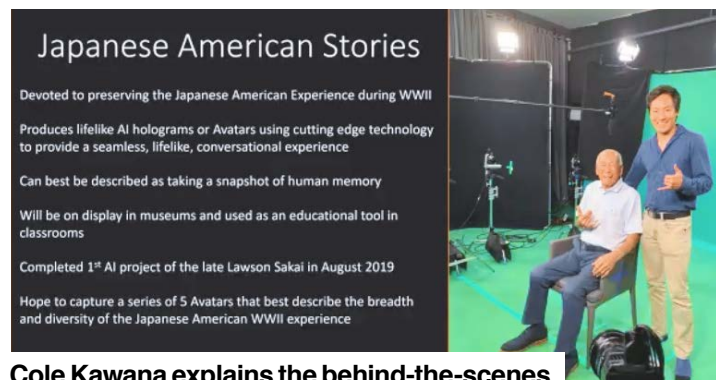 Japanese American Stories
Devoted to preserving the Japanese American Experience during WWII
Produces lifelike AI holograms or Avatars using cutting edge technology
to provide a seamless, lifelike, conversational experience
Can best be described as taking a snapshot of human memory
Will be on display in museums and used as an educational tool in
classrooms
Completed 1st AI project of the late Lawson Sakai in August 2019
Hope to capture a series of 5 Avatars that best describe the breadth
and diversity of the Japanese American WWII experience
Cole Kawana explains the behind-the-scenes